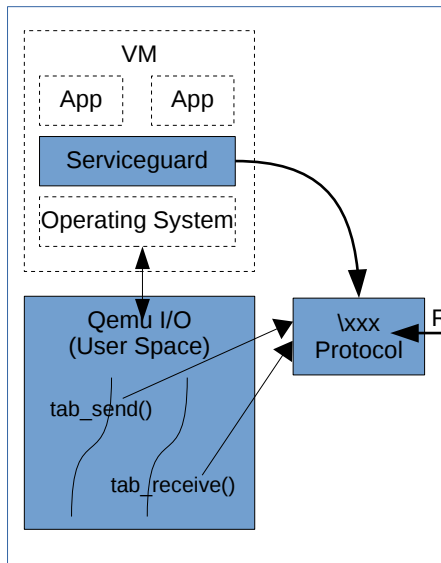 VM
App
App
Serviceguard
Operating System
Qemu I/O
(User Space)
\xxx
Protocol
tab_send()
tab_receive()